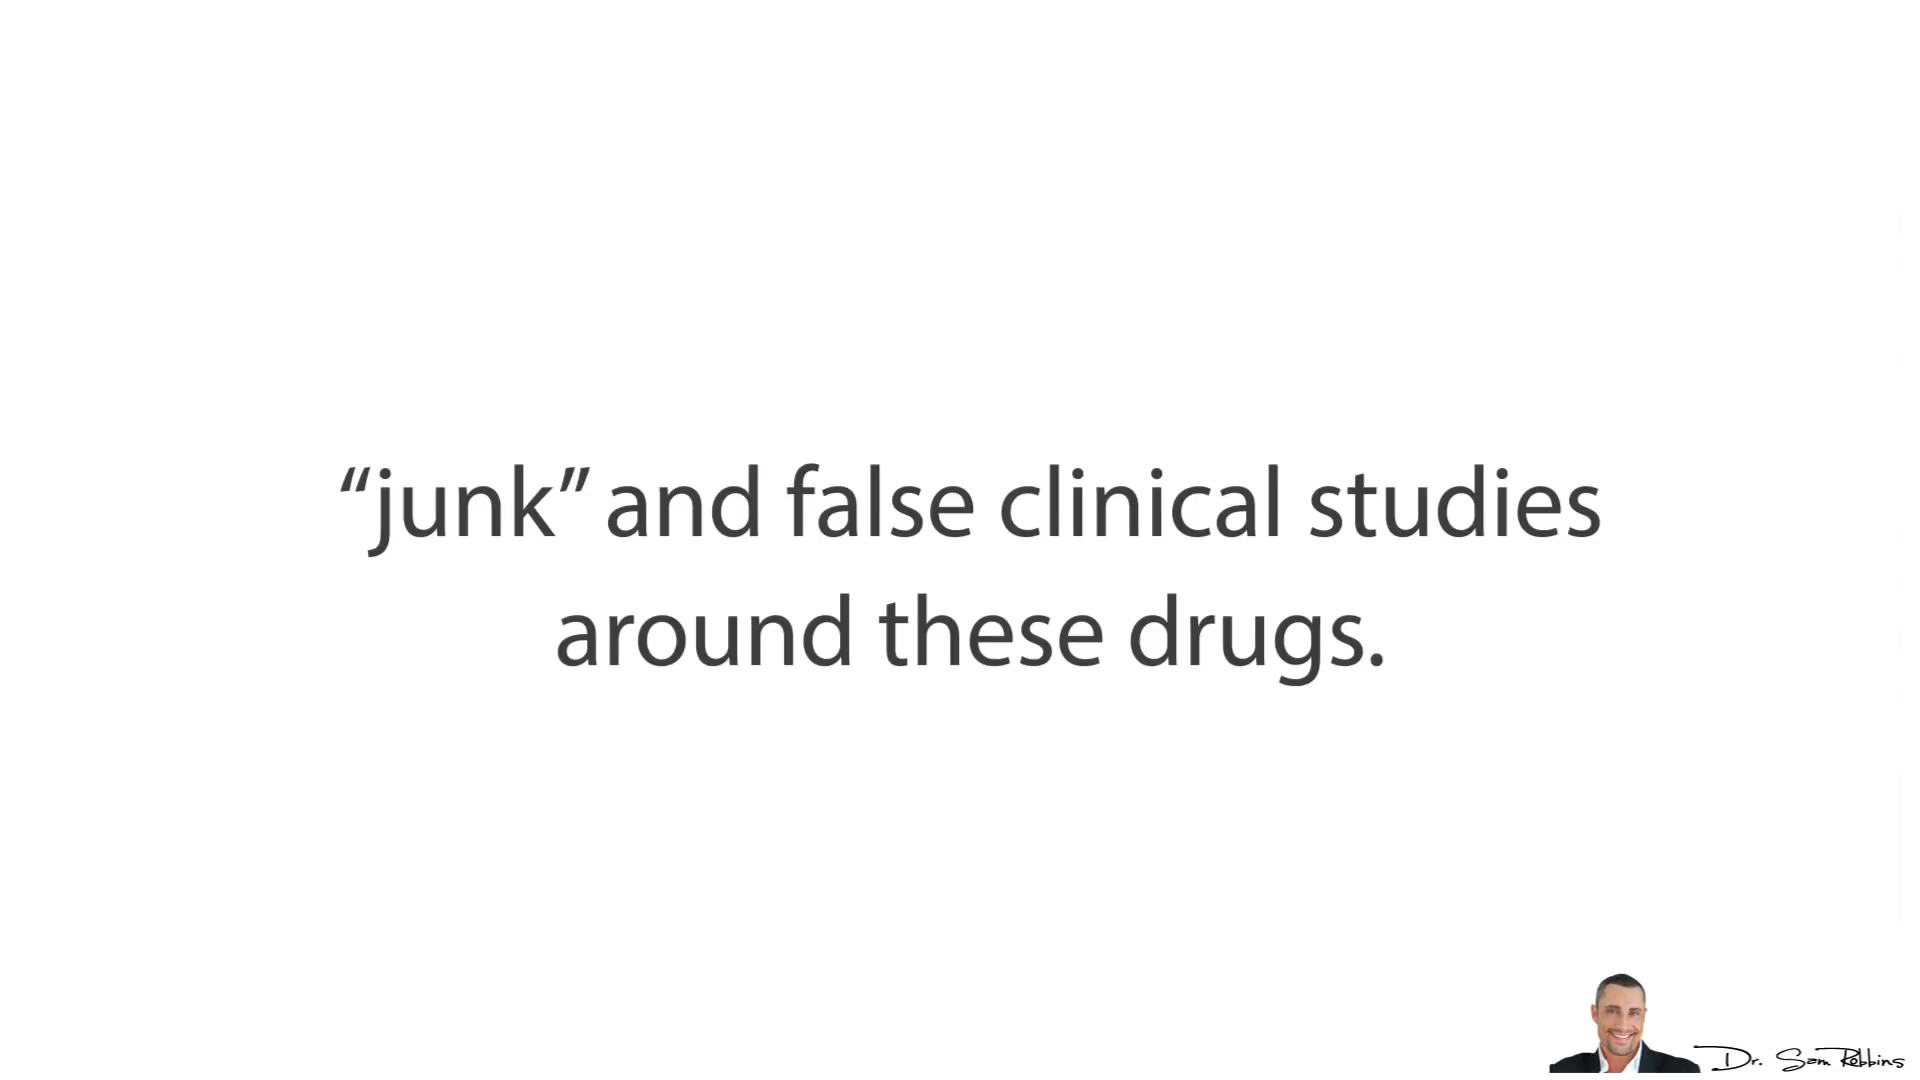 “junk” and false clinical studies
around these drugs.
Dr. Sam Robbins